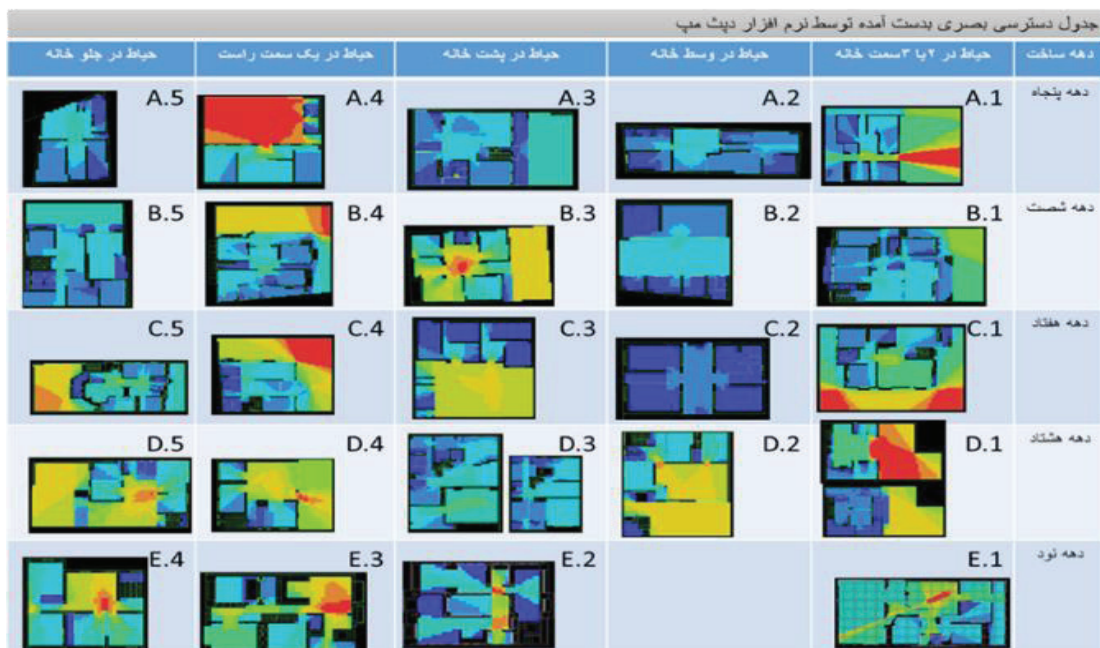 جدول دسترسی بصری بدست آمده توسط نرم افزار دپث مپ
دهه ساخت	حیاط در ۲ یا ۳سمت خانه	حیاط در وسط خانه	حیاط در پشت خانه	حیاط در یک سمت راست	حیاط در جلو خانه
دهه پنجاه	A.1	A.2	A.3	A.4	A.5
دهه شصت	B.1	B.2	B.3	B.4	B.5
دهه هفتاد	C.1	C.2	C.3	C.4	C.5
دهه هشتاد	D.1	D.2	D.3	D.4	D.5
دهه نود	E.1	E.2	E.3	E.4